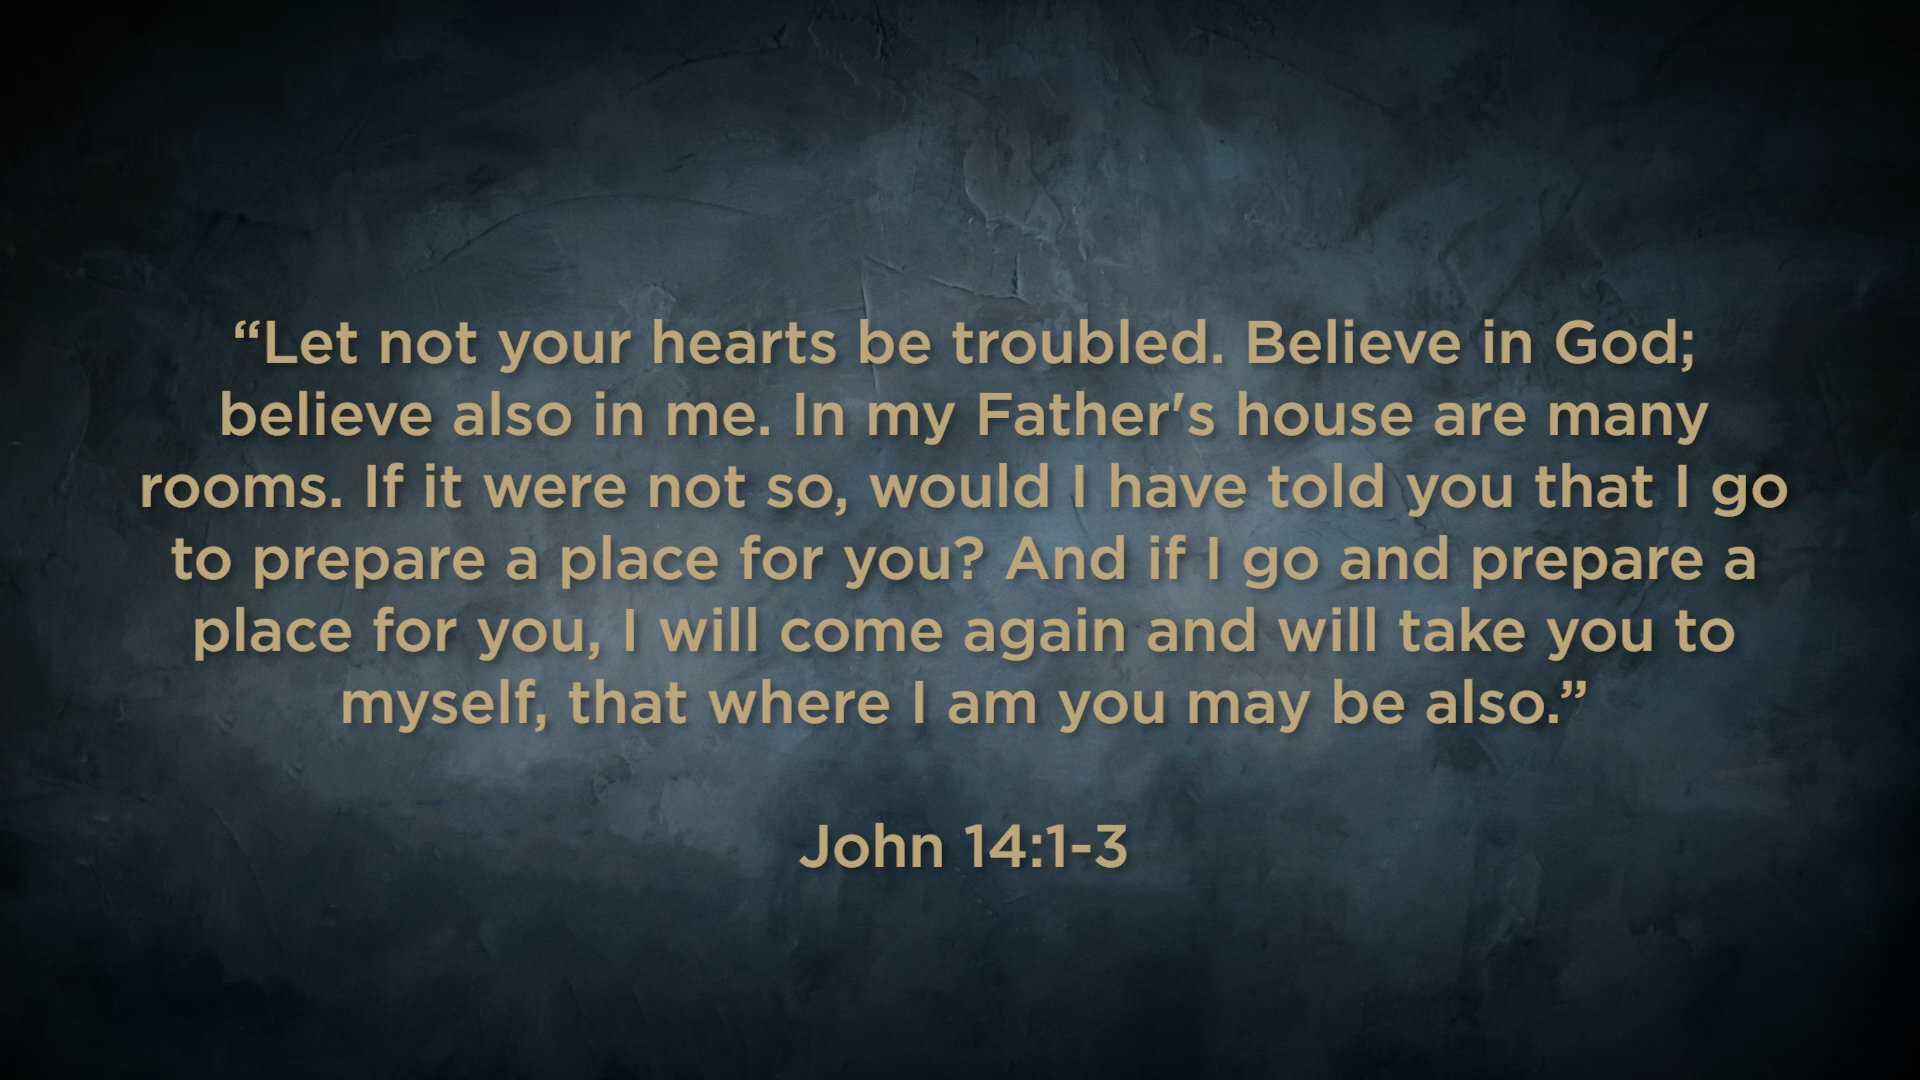 “Let not your hearts be troubled. Believe in God;
believe also in me. In my Father's house are many
rooms. If it were not so, would I have told you that I go
to prepare a place for you? And if I go and prepare a
place for you, I will come again and will take you to
myself, that where I am you may be also.”
John 14:1-3